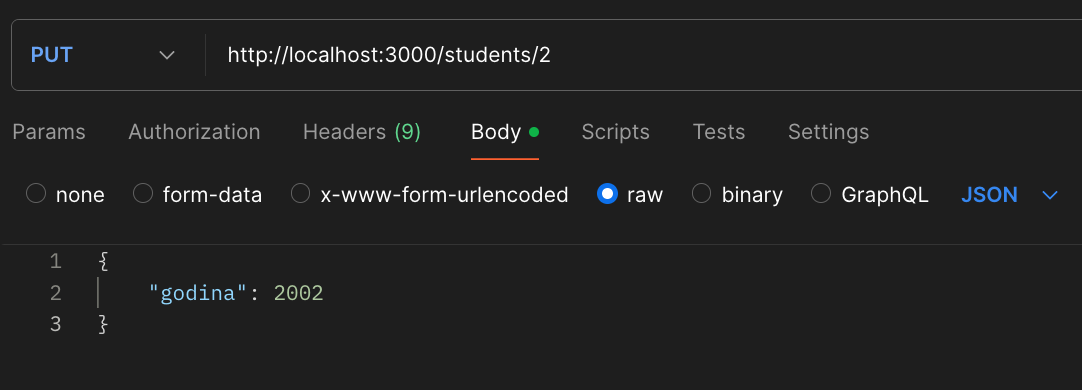 PUT http://localhost:3000/students/2
Params Authorization Headers (9) Body Scripts Tests Settings
none form-data x-www-form-urlencoded raw binary GraphQL JSON
1 {
2 "godina": 2002
3 }